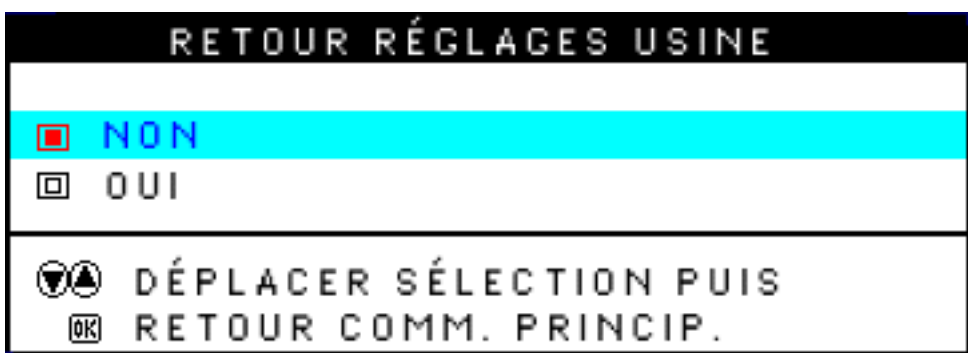 RETOUR RÉGLAGES USINE
NON
OUI
DÉPLACER SÉLECTION PUIS
OK RETOUR COMM. PRINCIP.